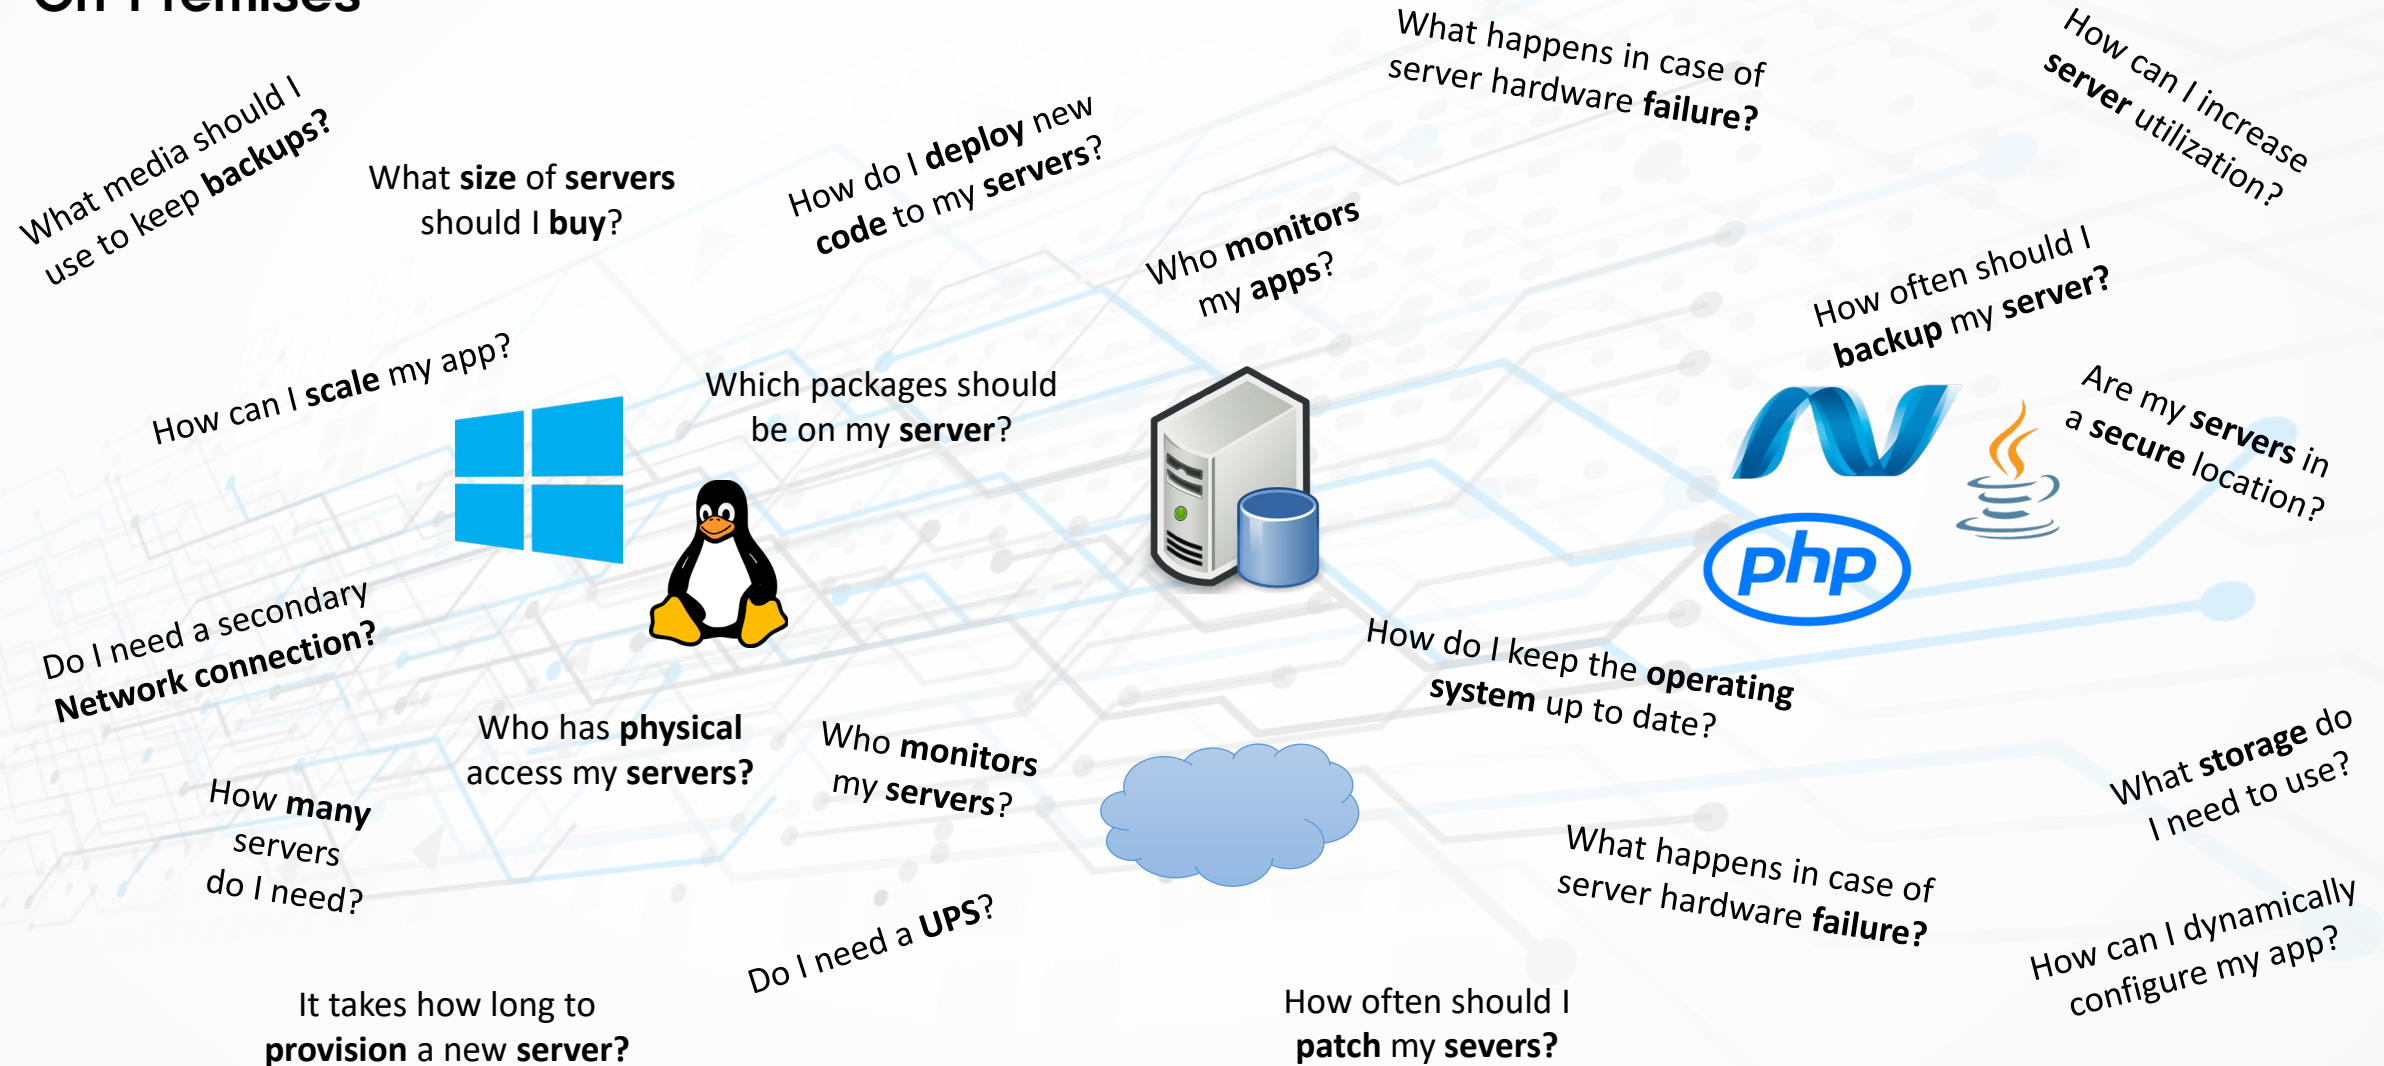 On Premises
What media should I
use to keep backups?
What size of servers
should I buy?
How do I deploy new
code to my servers?
What happens in case of
server hardware failure?
How can I increase
server utilization?
Who monitors
my apps?
How often should I
backup my server?
How can I scale my app?
Which packages should
be on my server?
Are my servers in
a secure location?
php
Do I need a secondary
Network connection?
How do I keep the operating
system up to date?
Who has physical
access my servers?
Who monitors
my servers?
What storage do
I need to use?
How many
servers
do I need?
What happens in case of
server hardware failure?
Do I need a UPS?
How can I dynamically
configure my app?
It takes how long to
provision a new server?
How often should I
patch my severs?